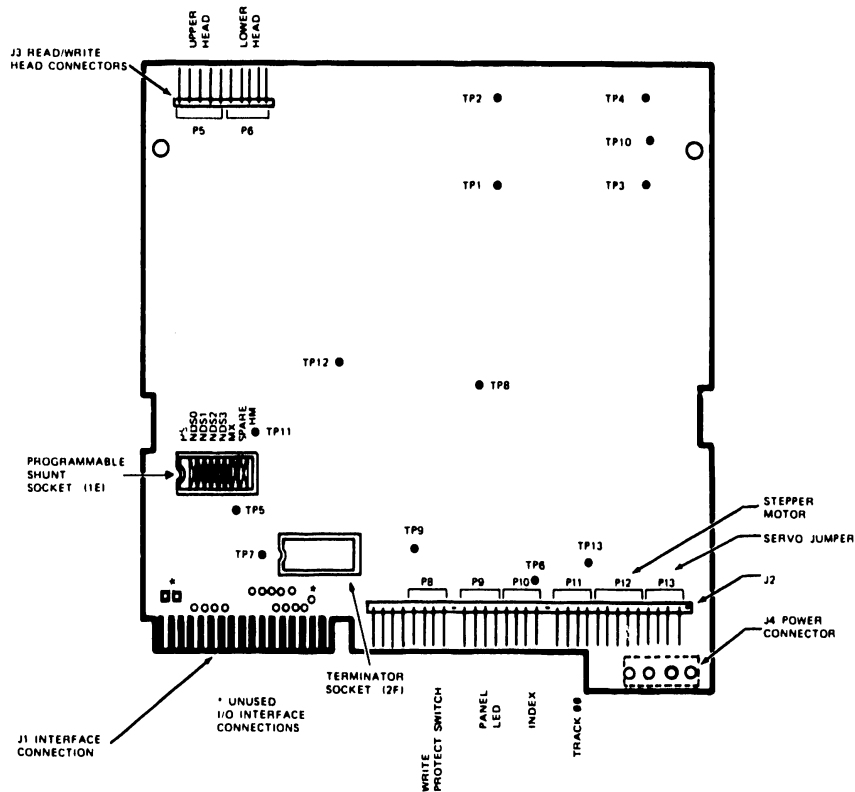 UPPER
HEAD
LOWER
HEAD
J3 READ/WRITE
HEAD CONNECTORS
P5 P6
TP2
TP4
TP10
TP1
TP3
TP12
TP8
NDS0
NDS1
NDS2
NDS3
MX
SPARE
HM
TP11
PROGRAMMABLE
SHUNT
SOCKET (1E)
TP5
TP7
TP9
TP6
TP13
STEPPER
MOTOR
SERVO JUMPER
J2
P8 P9 P10 P11 P12 P13
J4 POWER
CONNECTOR
*
*
TERMINATOR
SOCKET (2F)
* UNUSED
I/O INTERFACE
CONNECTIONS
J1 INTERFACE
CONNECTION
WRITE
PROTECT SWITCH
PANEL
LED
INDEX
TRACK 00